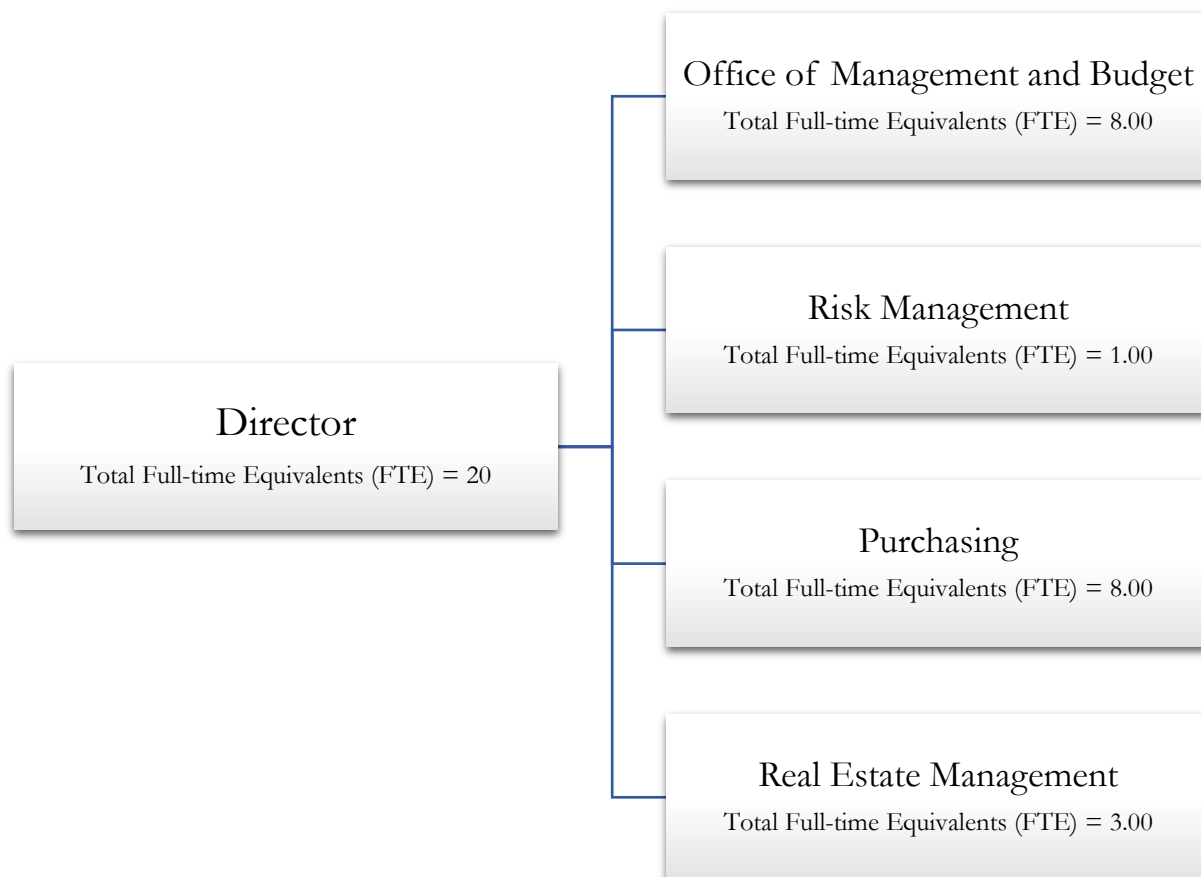 Office of Management and Budget
Total Full-time Equivalents (FTE) = 8.00
Risk Management
Total Full-time Equivalents (FTE) = 1.00
Director
Total Full-time Equivalents (FTE) = 20
Purchasing
Total Full-time Equivalents (FTE) = 8.00
Real Estate Management
Total Full-time Equivalents (FTE) = 3.00